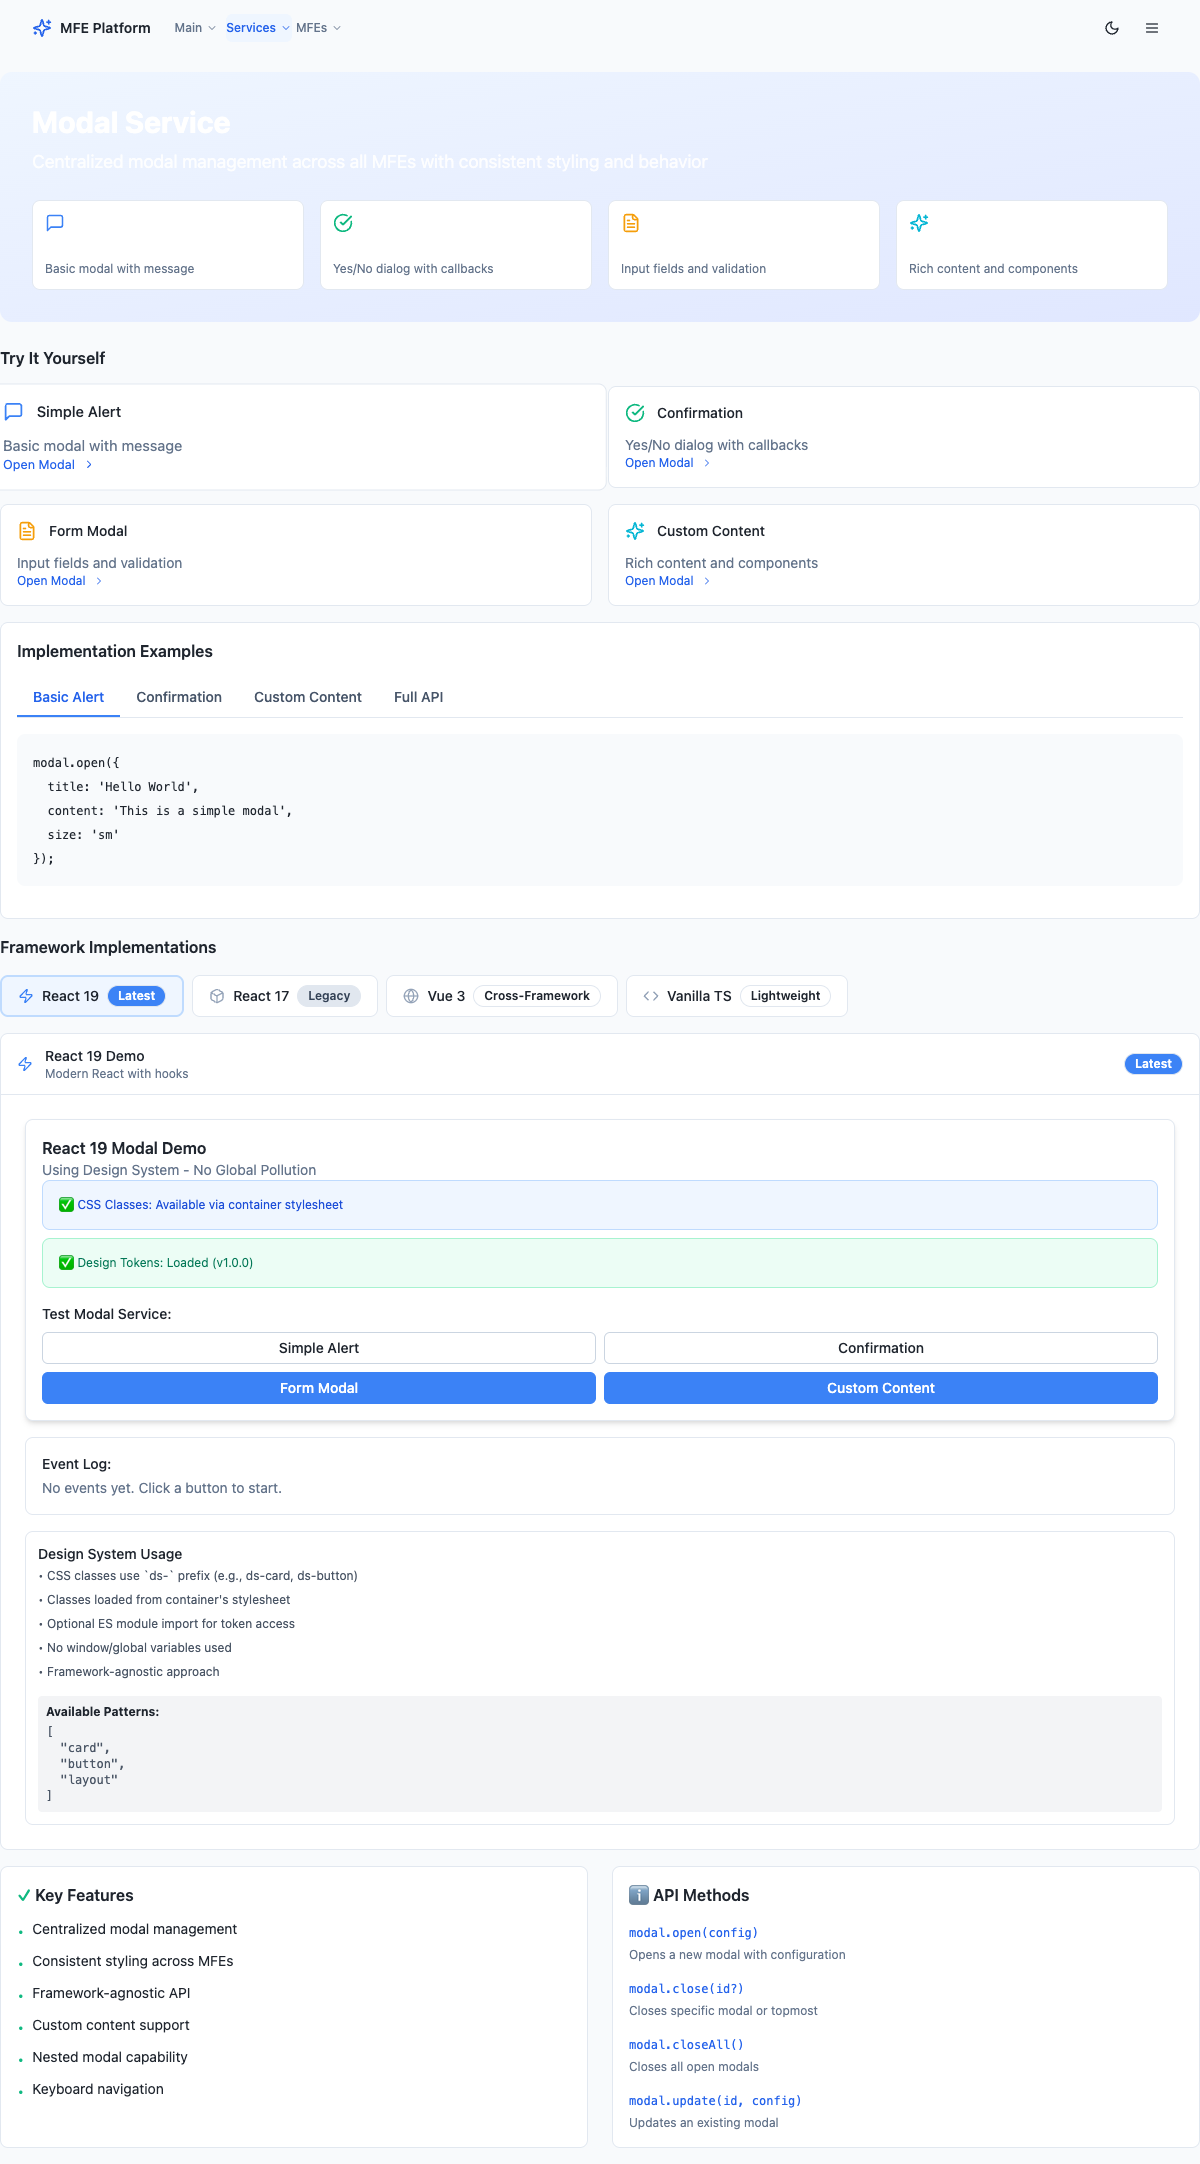 MFE Platform Main Services MFEs
Modal Service
Centralized modal management across all MFEs with consistent styling and behavior
Basic modal with message
Yes/No dialog with callbacks
Input fields and validation
Rich content and components
Try It Yourself
Simple Alert
Basic modal with message
Open Modal
Confirmation
Yes/No dialog with callbacks
Open Modal
Form Modal
Input fields and validation
Open Modal
Custom Content
Rich content and components
Open Modal
Implementation Examples
Basic Alert Confirmation Custom Content Full API
modal.open({
  title: 'Hello World',
  content: 'This is a simple modal',
  size: 'sm'
});
Framework Implementations
React 19 Latest React 17 Legacy Vue 3 Cross-Framework Vanilla TS Lightweight
React 19 Demo
Modern React with hooks
Latest
React 19 Modal Demo
Using Design System - No Global Pollution
✅ CSS Classes: Available via container stylesheet
✅ Design Tokens: Loaded (v1.0.0)
Test Modal Service:
Simple Alert Confirmation
Form Modal Custom Content
Event Log:
No events yet. Click a button to start.
Design System Usage
• CSS classes use `ds-` prefix (e.g., ds-card, ds-button)
• Classes loaded from container's stylesheet
• Optional ES module import for token access
• No window/global variables used
• Framework-agnostic approach
Available Patterns:
[
  "card",
  "button",
  "layout"
]
✓ Key Features
• Centralized modal management
• Consistent styling across MFEs
• Framework-agnostic API
• Custom content support
• Nested modal capability
• Keyboard navigation
ℹ️ API Methods
modal.open(config)
Opens a new modal with configuration
modal.close(id?)
Closes specific modal or topmost
modal.closeAll()
Closes all open modals
modal.update(id, config)
Updates an existing modal